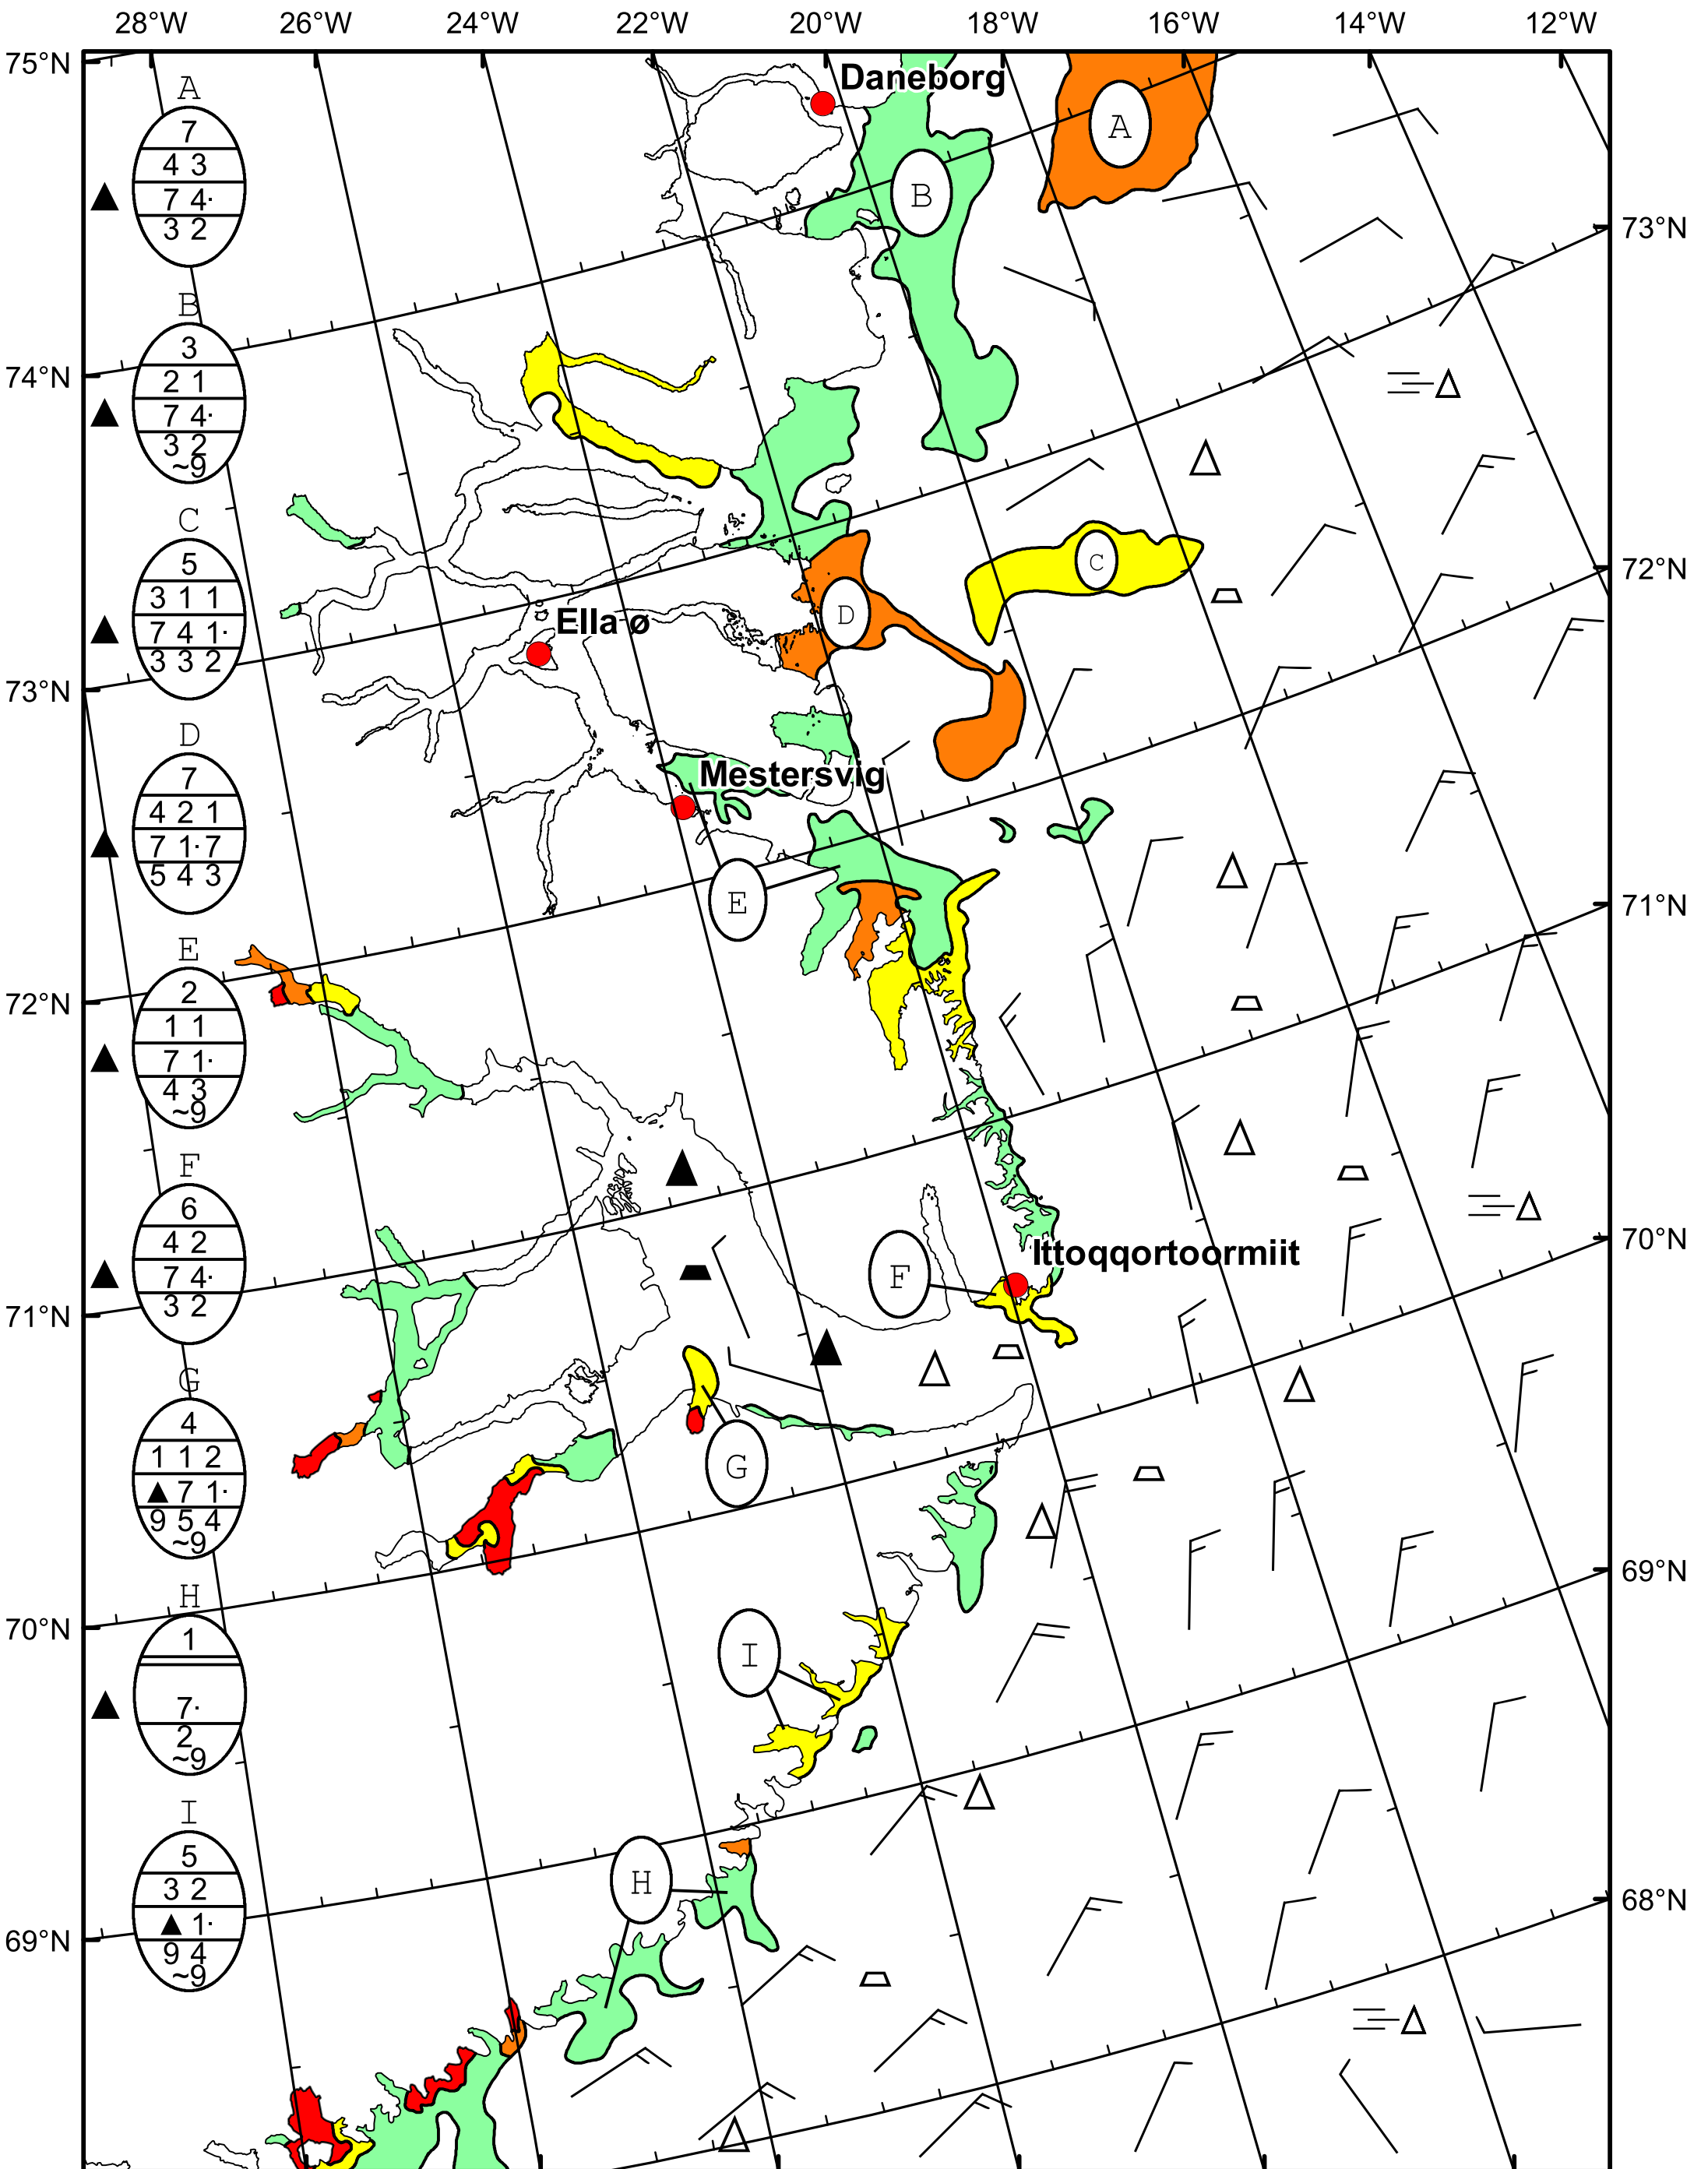 28°W 26°W 24°W 22°W 20°W 18°W 16°W 14°W 12°W
75°N
74°N
73°N
72°N
71°N
70°N
69°N
73°N
72°N
71°N
70°N
69°N
68°N
A
7
4 3
7 4·
3 2
B
3
2 1
7 4·
3 2
~9
C
5
3 1 1
7 4 1·
3 3 2
D
7
4 2 1
7 1· 7
5 4 3
E
2
1 1
7 1·
4 3
~9
F
6
4 2
7 4·
3 2
G
4
1 1 2
▲ 7 1·
9 5 4
~9
H
1
7·
2
~9
I
5
3 2
▲ 1·
9 4
~9
Daneborg
A
B
C
D
Ella ø
Mestersvig
E
Ittoqqortoormiit
F
G
I
H